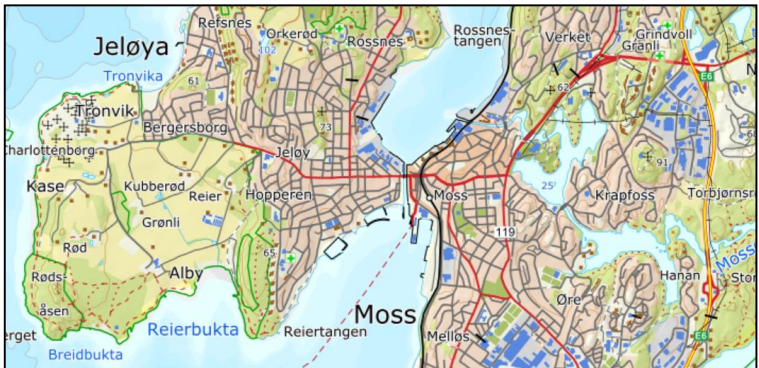 Refsnes
Orkerød
102
Rossnes
Rossnes-
tangen
Verket
Grindvoll
Granli
Jeløya
Tronvika
61
62
E6
Tronvik
Bergersborg
73
Charlottenborg
Jeløy
91
Kase
Kubberød
Reier
Hopperen
Moss
25
Krapfoss
Torbjørnsr
Grønli
119
Rød
65
Moss
Røds-
åsen
Alby
Hanan
Stor
Reierbukta
Reiertangen
Moss
Øre
erget
Breidbukta
Melløs
E6